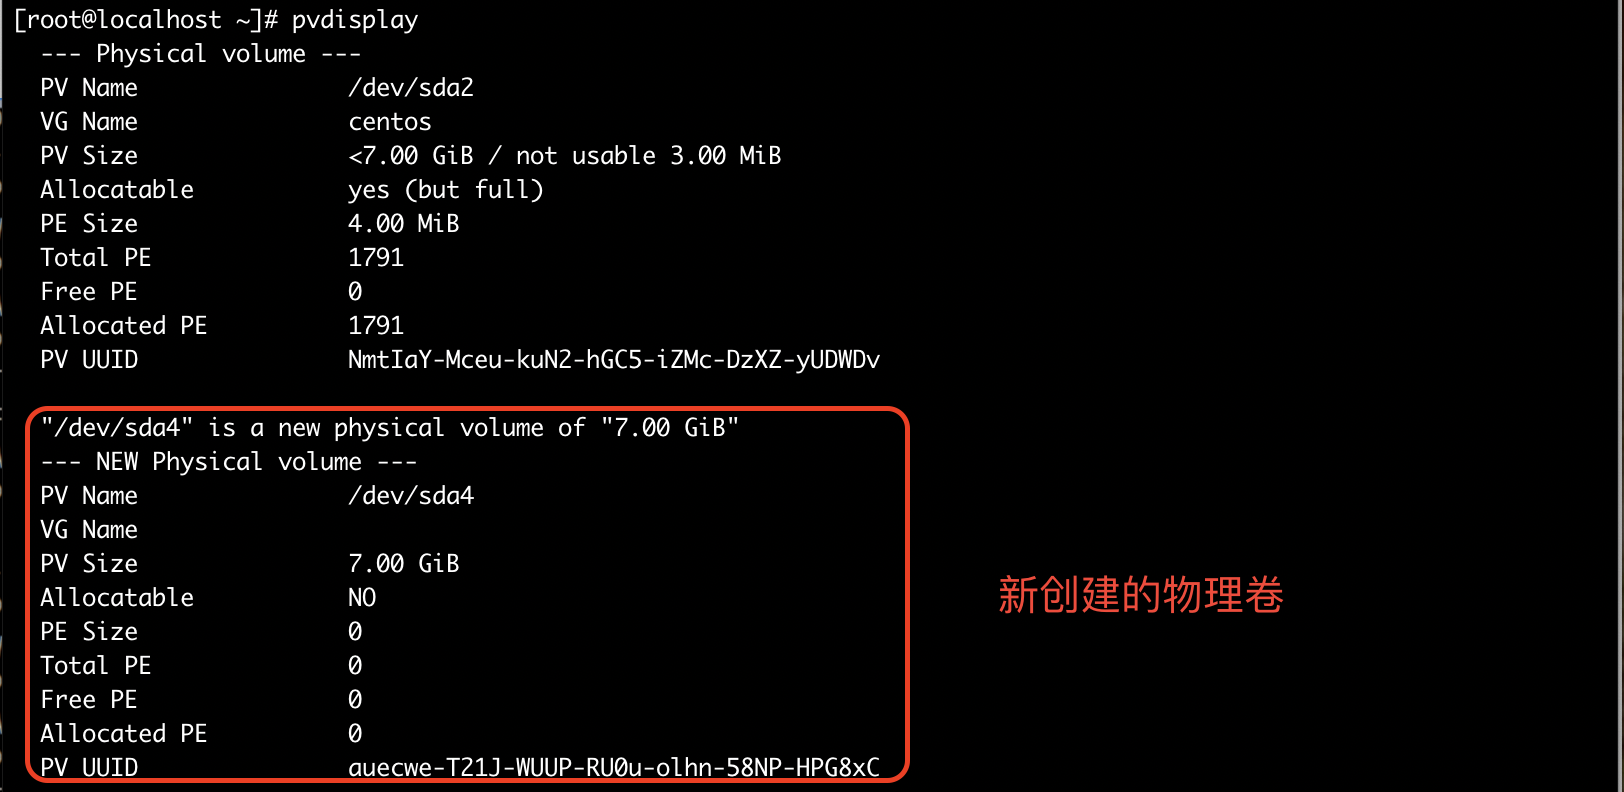 [root@localhost ~]# pvdisplay
--- Physical volume ---
PV Name /dev/sda2
VG Name centos
PV Size <7.00 GiB / not usable 3.00 MiB
Allocatable yes (but full)
PE Size 4.00 MiB
Total PE 1791
Free PE 0
Allocated PE 1791
PV UUID NmtIaY-Mceu-kuN2-hGC5-iZMc-DzXZ-yUDWDv
"/dev/sda4" is a new physical volume of "7.00 GiB"
--- NEW Physical volume ---
PV Name /dev/sda4
VG Name
PV Size 7.00 GiB
Allocatable NO
PE Size 0
Total PE 0
Free PE 0
Allocated PE 0
PV UUID auecwe-T21J-WUUP-RU0u-olhn-58NP-HPG8xC
新创建的物理卷